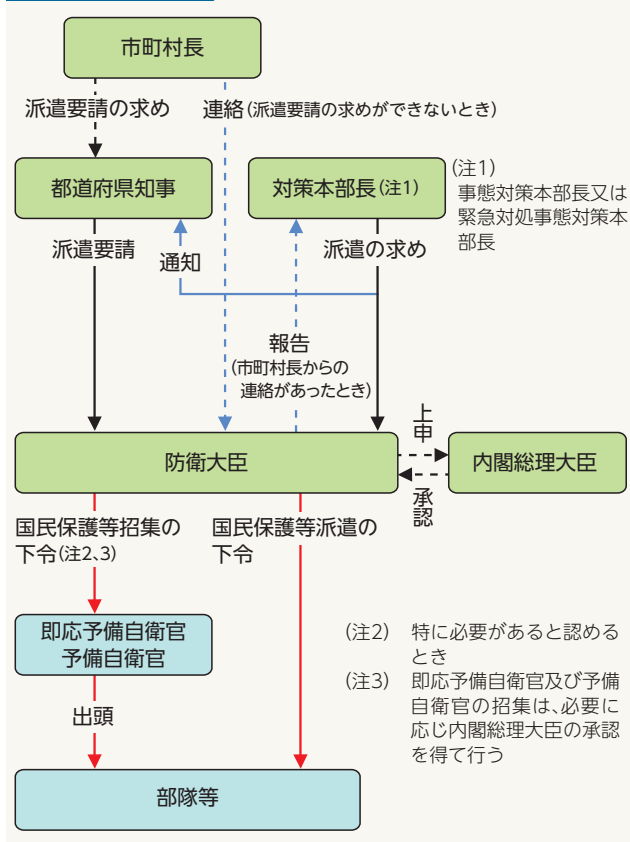 市町村長
派遣要請の求め
連絡(派遣要請の求めができないとき)
都道府県知事
対策本部長(注1)
(注1)
事態対策本部長又は
緊急対処事態対策本
部長
派遣要請
通知
派遣の求め
報告
(市町村長からの
連絡があったとき)
上申
防衛大臣
内閣総理大臣
承認
国民保護等招集の
下令(注2、3)
国民保護等派遣の
下令
即応予備自衛官
予備自衛官
(注2) 特に必要があると認める
とき
(注3) 即応予備自衛官及び予備
自衛官の招集は、必要に
応じ内閣総理大臣の承認
を得て行う
出頭
部隊等